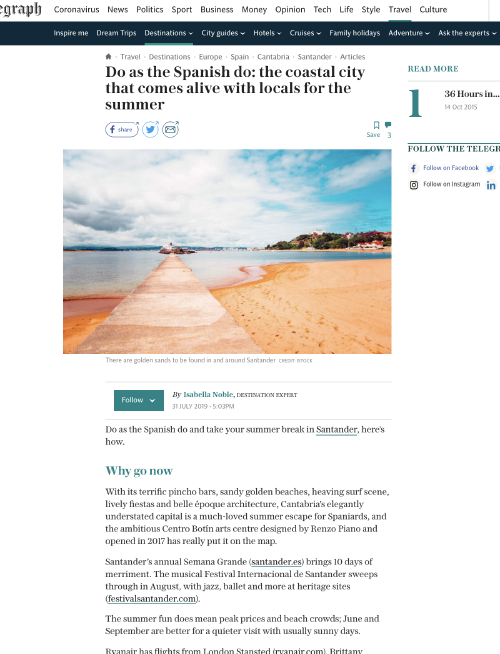 egraph
Coronavirus News Politics Sport Business Money Opinion Tech Life Style Travel Culture
Inspire me Dream Trips Destinations City guides Hotels Cruises Family holidays Adventure Ask the experts
Travel Destinations Europe Spain Cantabria Santander Articles
Do as the Spanish do: the coastal city
that comes alive with locals for the
summer
share
Save 3
READ MORE
1
36 Hours in...
14 Oct 2015
FOLLOW THE TELEGR
Follow on Facebook
Follow on Instagram
There are golden sands to be found in and around Santander CREDIT: ISTOCK
Follow
By Isabella Noble, DESTINATION EXPERT
31 JULY 2019 • 5:03PM
Do as the Spanish do and take your summer break in Santander, here's
how.
Why go now
With its terrific pincho bars, sandy golden beaches, heaving surf scene,
lively fiestas and belle époque architecture, Cantabria's elegantly
understated capital is a much-loved summer escape for Spaniards, and
the ambitious Centro Botín arts centre designed by Renzo Piano and
opened in 2017 has really put it on the map.
Santander's annual Semana Grande (santander.es) brings 10 days of
merriment. The musical Festival Internacional de Santander sweeps
through in August, with jazz, ballet and more at heritage sites
(festivalsantander.com).
The summer fun does mean peak prices and beach crowds; June and
September are better for a quieter visit with usually sunny days.
Ryanair has flights from London Stansted (ryanair.com). Brittany